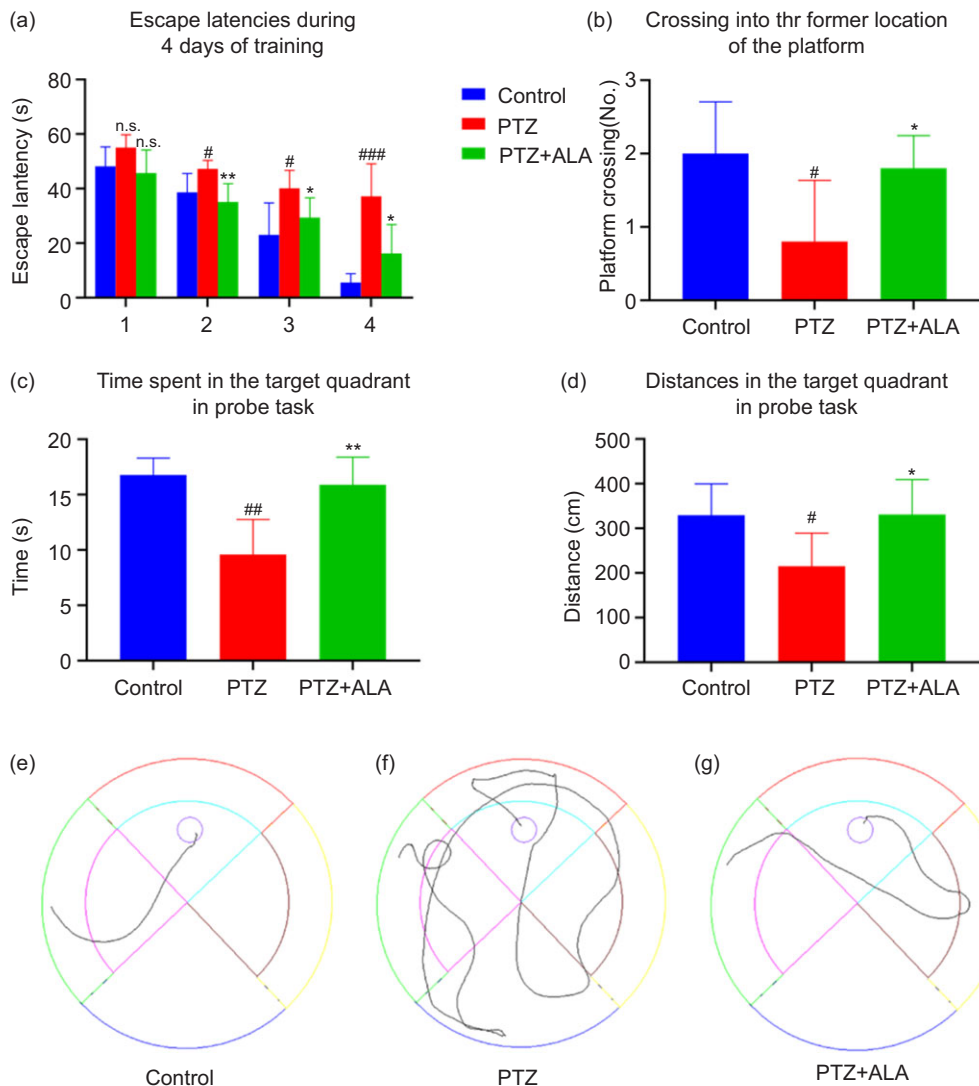 (a)
Escape latencies during
4 days of training
Escape lantency (s)
80
60
40
20
0
n.s.
n.s.
#
**
#
*
###
*
1 2 3 4
Control
PTZ
PTZ+ALA
(b)
Crossing into thr former location
of the platform
Platform crossing(No.)
3
2
1
0
#
*
Control PTZ PTZ+ALA
(c)
Time spent in the target quadrant
in probe task
Time (s)
20
15
10
5
0
##
**
Control PTZ PTZ+ALA
(d)
Distances in the target quadrant
in probe task
Distance (cm)
500
400
300
200
100
0
#
*
Control PTZ PTZ+ALA
(e)
Control
(f)
PTZ
(g)
PTZ+ALA